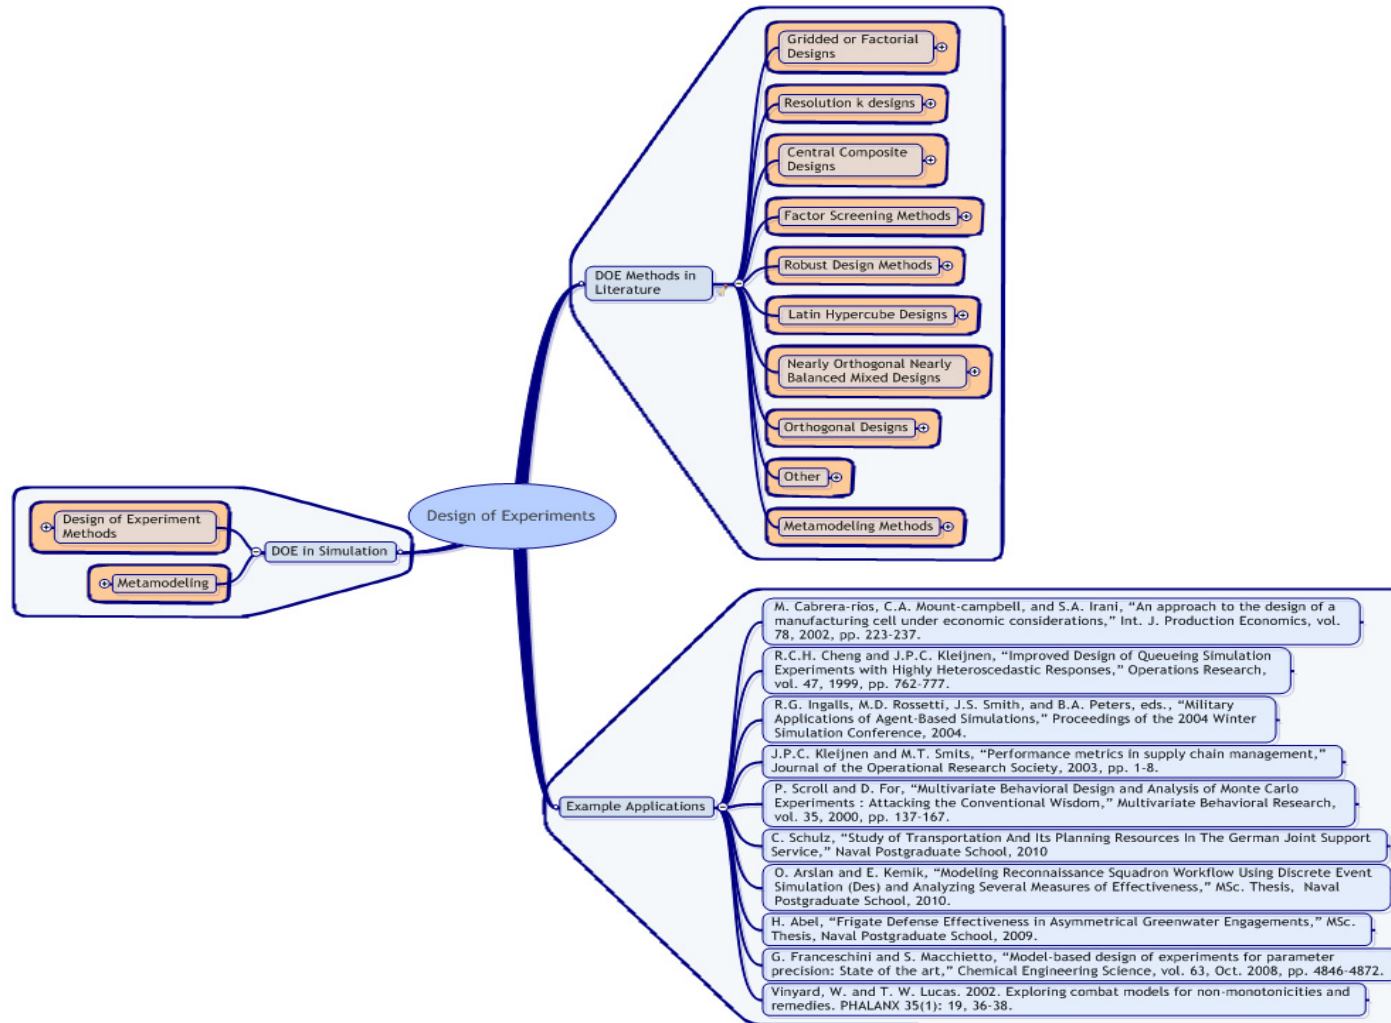 Gridded or Factorial
Designs
Resolution k designs
Central Composite
Designs
Factor Screening Methods
Robust Design Methods
DOE Methods in
Literature
Latin Hypercube Designs
Nearly Orthogonal Nearly
Balanced Mixed Designs
Orthogonal Designs
Other
Metamodeling Methods
Design of Experiments
Design of Experiment
Methods
DOE in Simulation
Metamodeling
Example Applications
M. Cabrera-rios, C.A. Mount-campbell, and S.A. Irani, “An approach to the design of a
manufacturing cell under economic considerations,” Int. J. Production Economics, vol.
78, 2002, pp. 223-237.
R.C.H. Cheng and J.P.C. Kleijnen, “Improved Design of Queueing Simulation
Experiments with Highly Heteroscedastic Responses,” Operations Research,
vol. 47, 1999, pp. 762-777.
R.G. Ingalls, M.D. Rossetti, J.S. Smith, and B.A. Peters, eds., “Military
Applications of Agent-Based Simulations,” Proceedings of the 2004 Winter
Simulation Conference, 2004.
J.P.C. Kleijnen and M.T. Smits, “Performance metrics in supply chain management,”
Journal of the Operational Research Society, 2003, pp. 1-8.
P. Scroll and D. For, “Multivariate Behavioral Design and Analysis of Monte Carlo
Experiments : Attacking the Conventional Wisdom,” Multivariate Behavioral Research,
vol. 35, 2000, pp. 137-167.
C. Schulz, “Study of Transportation And Its Planning Resources In The German Joint Support
Service,” Naval Postgraduate School, 2010
O. Arslan and E. Kemik, “Modeling Reconnaissance Squadron Workflow Using Discrete Event
Simulation (Des) and Analyzing Several Measures of Effectiveness,” MSc. Thesis, Naval
Postgraduate School, 2010.
H. Abel, “Frigate Defense Effectiveness in Asymmetrical Greenwater Engagements,” MSc.
Thesis, Naval Postgraduate School, 2009.
G. Franceschini and S. Macchietto, “Model-based design of experiments for parameter
precision: State of the art,” Chemical Engineering Science, vol. 63, Oct. 2008, pp. 4846-4872.
Vinyard, W. and T. W. Lucas. 2002. Exploring combat models for non-monotonicities and
remedies. PHALANX 35(1): 19, 36-38.